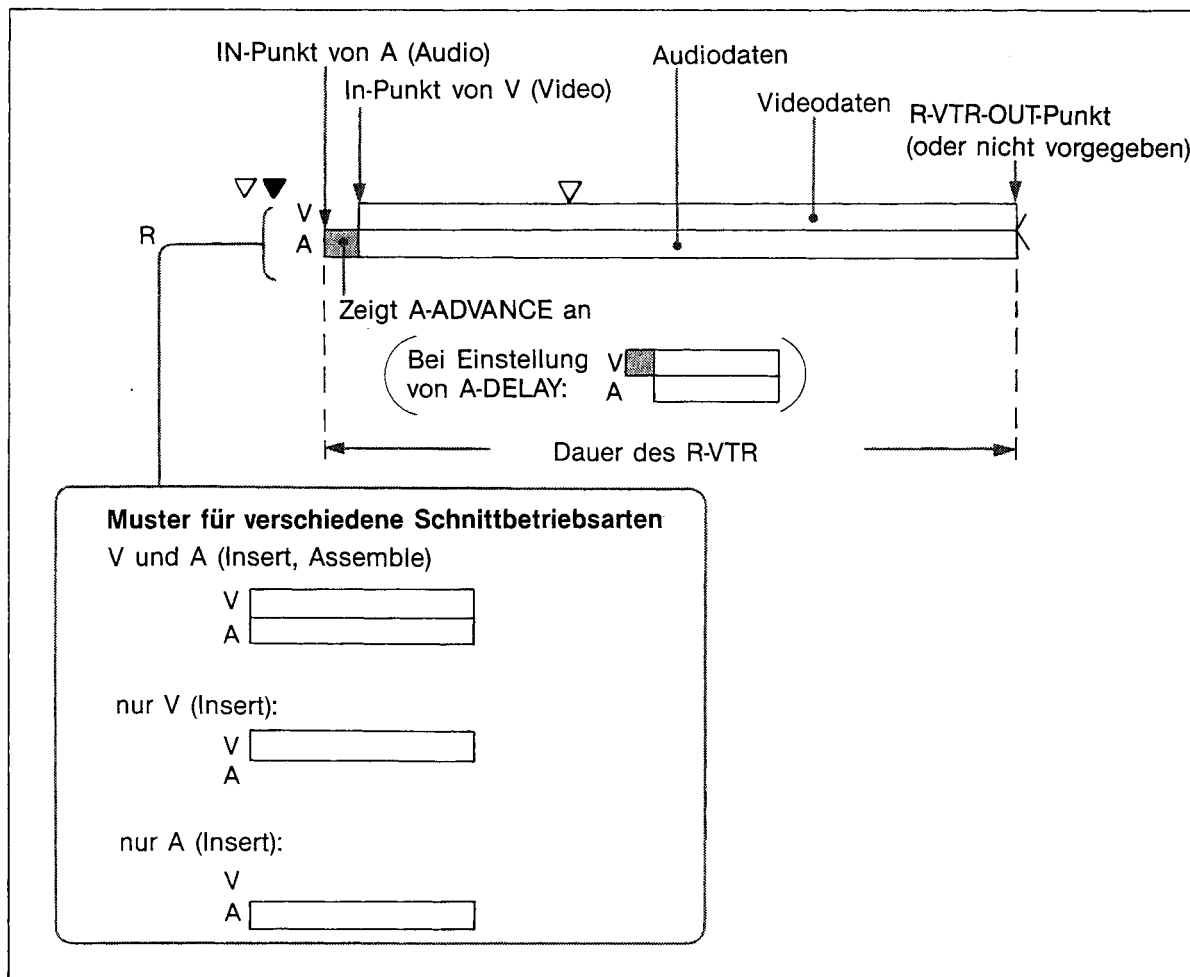 IN-Punkt von A (Audio)
Audiodaten
In-Punkt von V (Video)
Videodaten
R-VTR-OUT-Punkt
(oder nicht vorgegeben)
V
R
A
Zeigt A-ADVANCE an
Bei Einstellung
von A-DELAY:
V
A
Dauer des R-VTR
Muster für verschiedene Schnittbetriebsarten
V und A (Insert, Assemble)
V
A
nur V (Insert):
V
A
nur A (Insert):
V
A